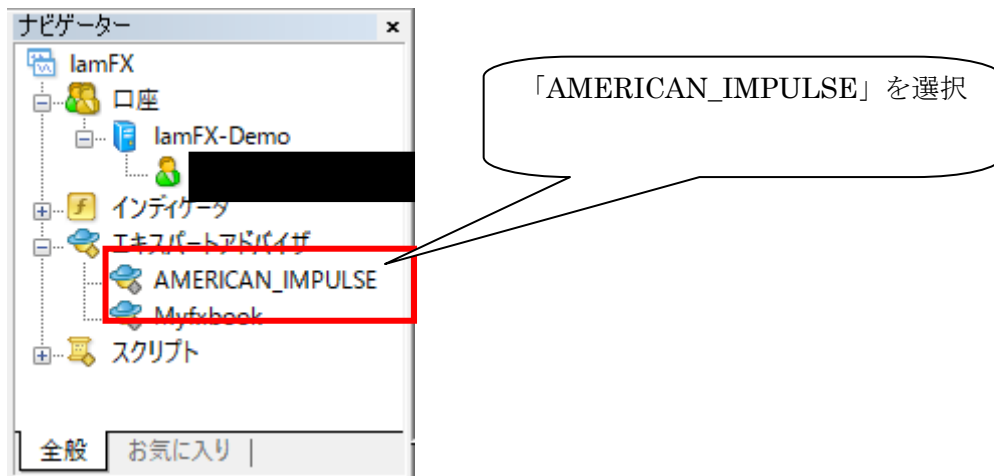 ナビゲーター
IamFX
口座
IamFX-Demo
インディケータ
エキスパートアドバイザ
AMERICAN_IMPULSE
Myfxbook
スクリプト
全般 お気に入り
「AMERICAN_IMPULSE」を選択